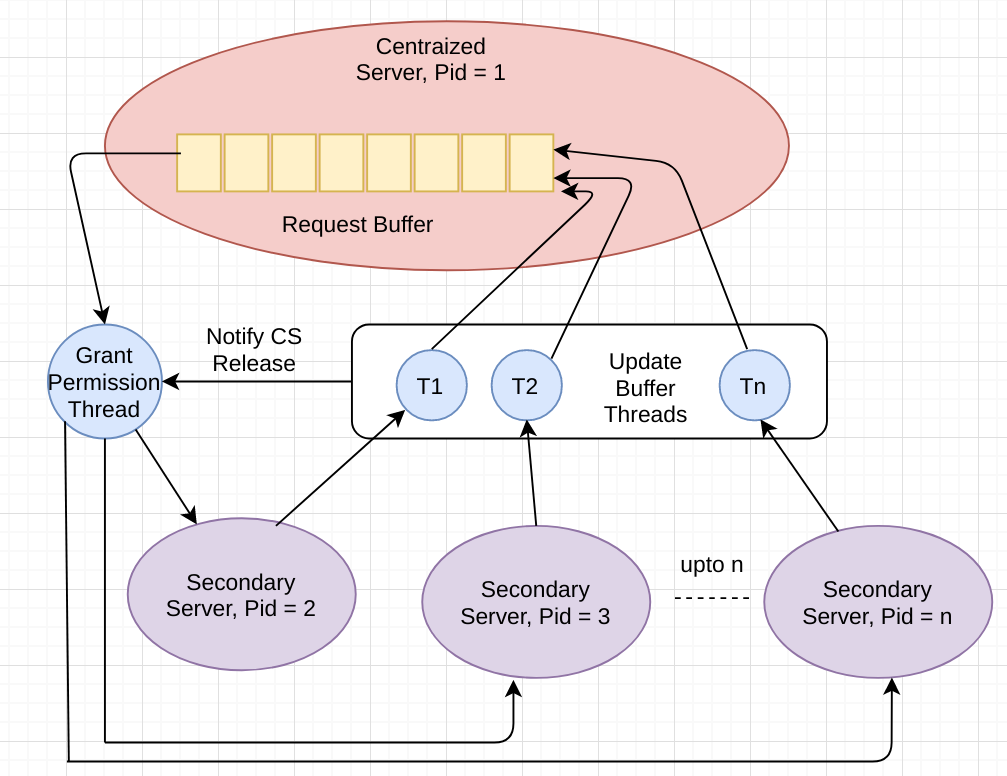 Centraized
Server, Pid = 1
Request Buffer
Notify CS
Release
Grant
Permission
Thread
T1
T2
Update
Buffer
Threads
Tn
Secondary
Server, Pid = 2
Secondary
Server, Pid = 3
upto n
Secondary
Server, Pid = n